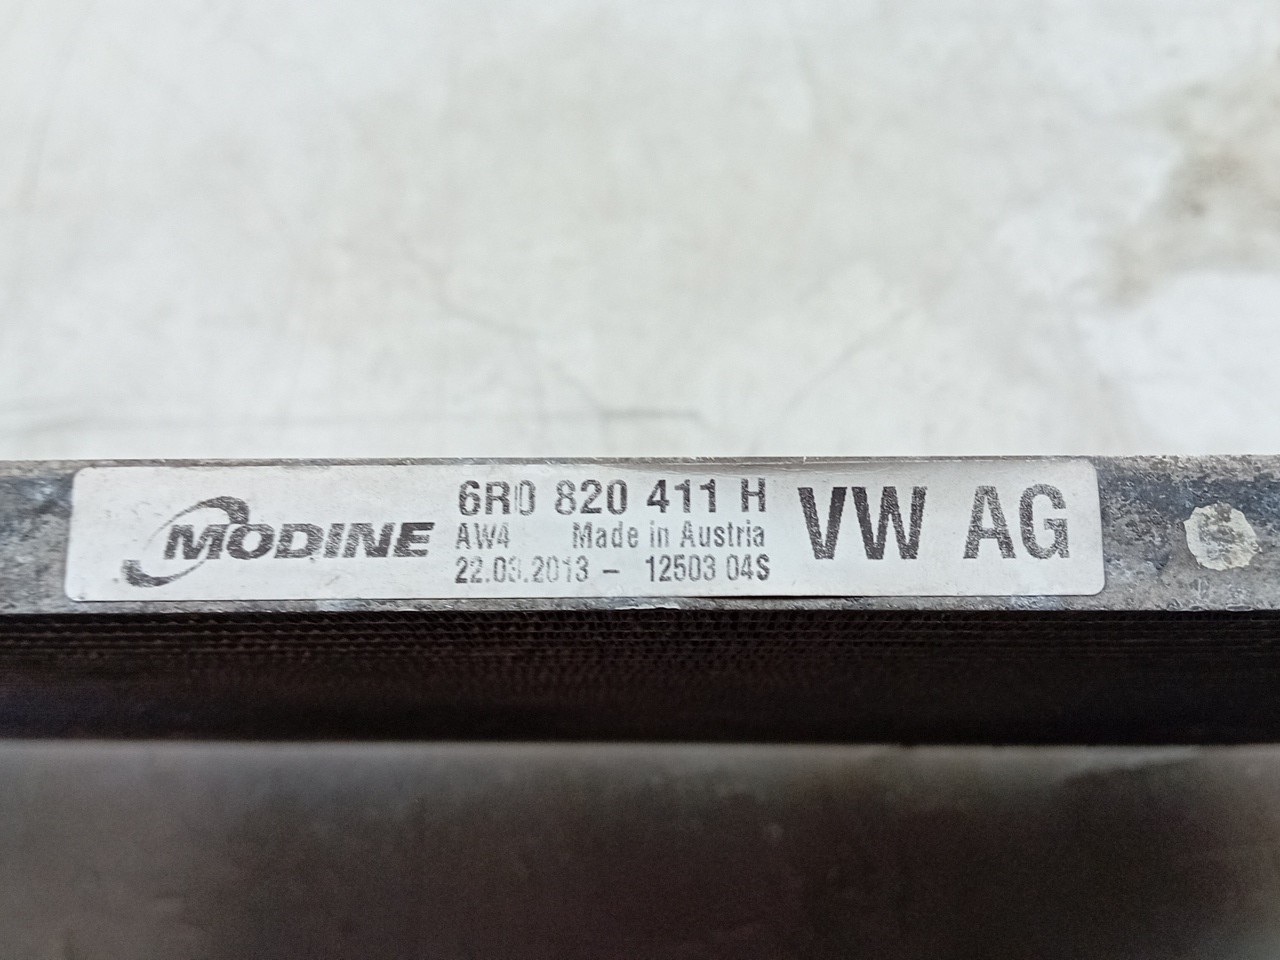 MODINE
6R0 820 411 H
AW4 Made in Austria
22.03.2013 - 12503 04S
VW AG